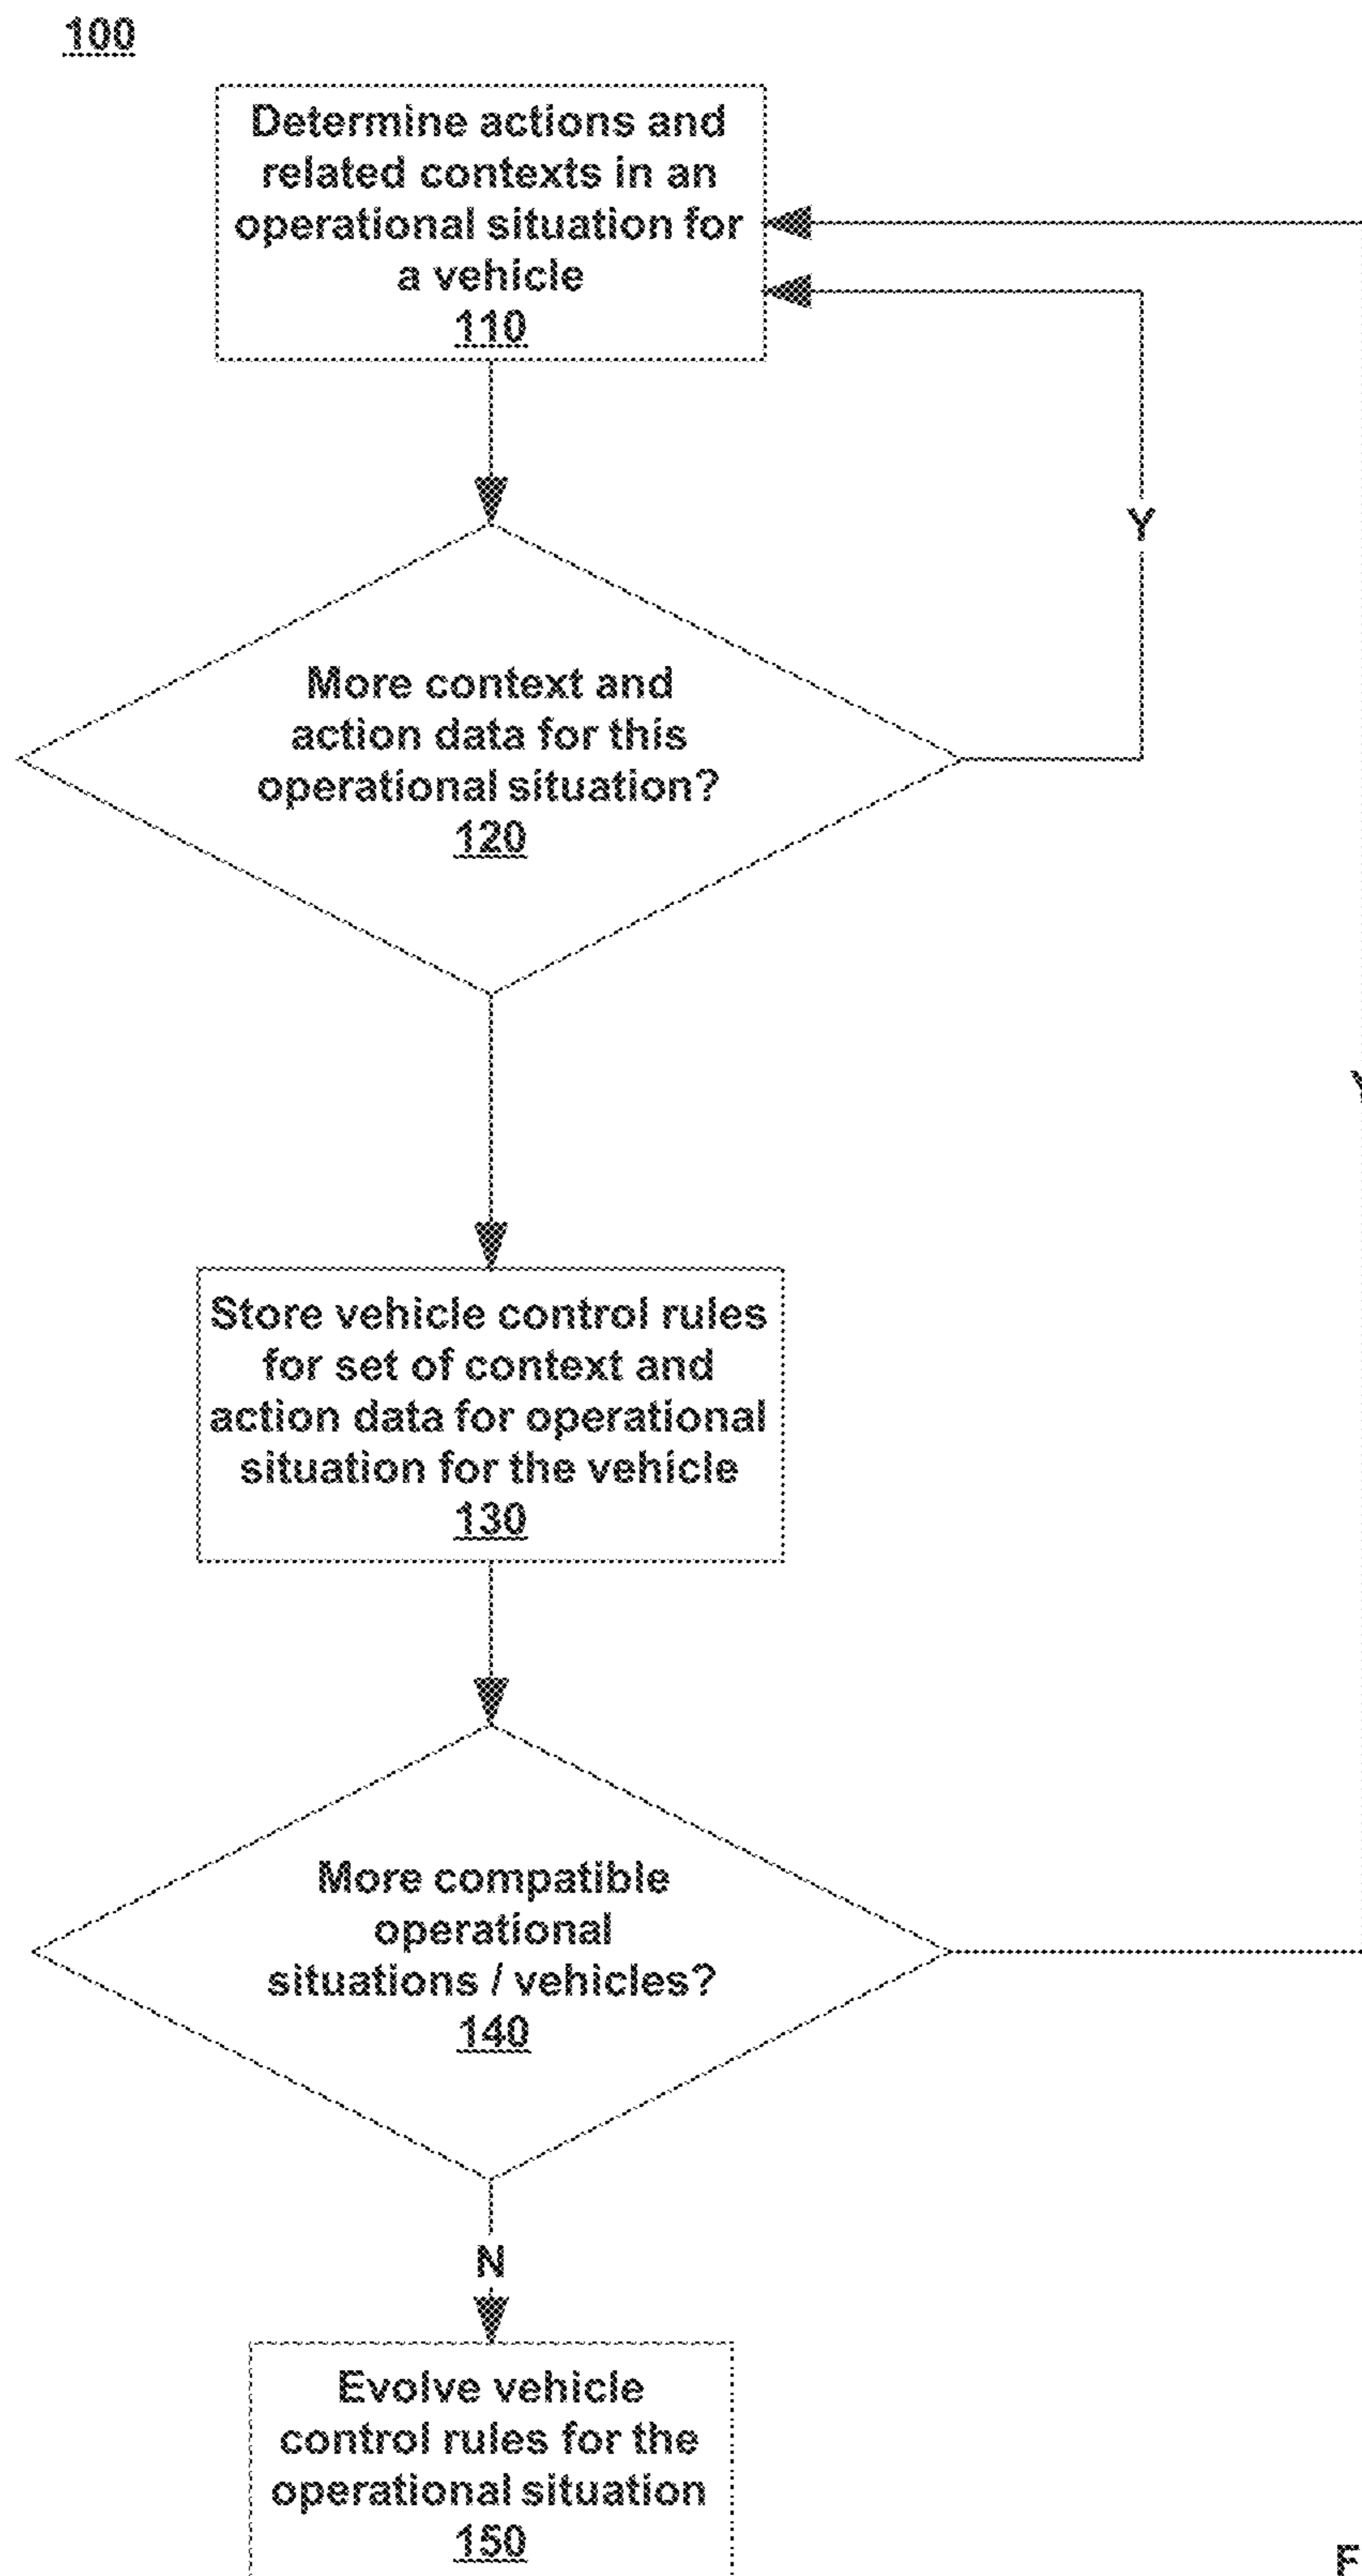 100
Determine actions and
related contexts in an
operational situation for
a vehicle
110
Y
More context and
action data for this
operational situation?
120
Y
Store vehicle control rules
for set of context and
action data for operational
situation for the vehicle
130
More compatible
operational
situations / vehicles?
140
N
Evolve vehicle
control rules for the
operational situation
150